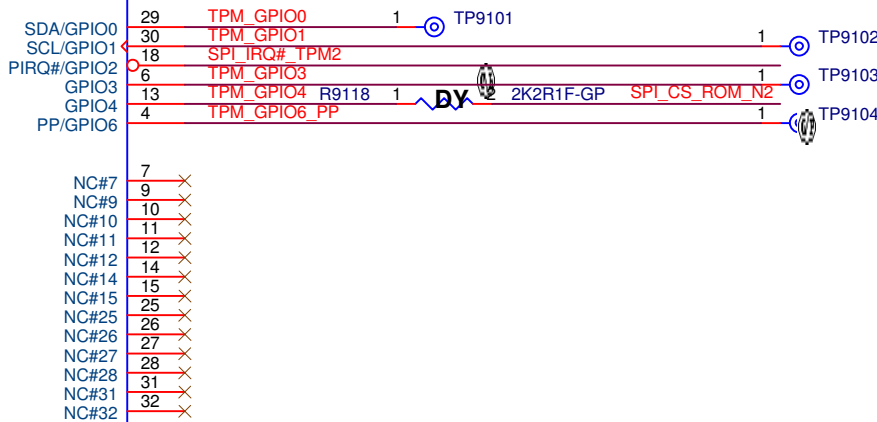 SDA/GPIO0 29 TPM_GPIO0 1 TP9101
SCL/GPIO1 30 TPM_GPIO1 1 TP9102
PIRQ#/GPIO2 18 SPI_IRQ#_TPM2
GPIO3 6 TPM_GPIO3 1 TP9103
GPIO4 13 TPM_GPIO4 R9118 1 DY 2 2K2R1F-GP SPI_CS_ROM_N2
PP/GPIO6 4 TPM_GPIO6_PP 1 TP9104
NC#7 7
NC#9 9
NC#10 10
NC#11 11
NC#12 12
NC#14 14
NC#15 15
NC#25 25
NC#26 26
NC#27 27
NC#28 28
NC#31 31
NC#32 32